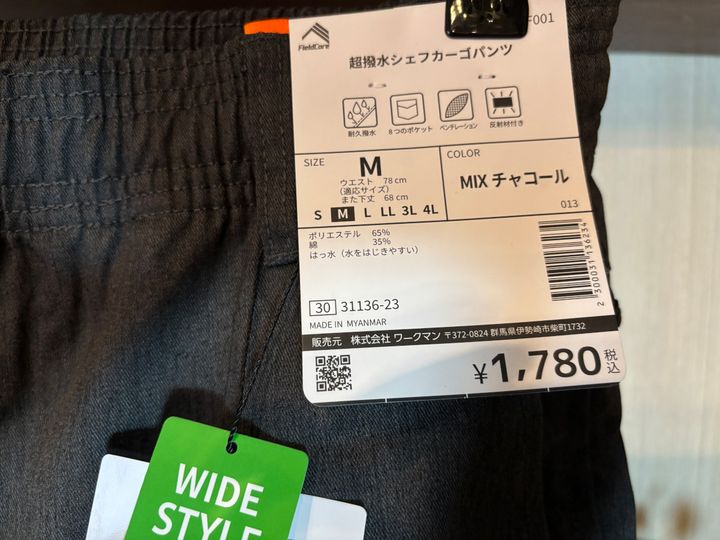 F001
FieldCore
超撥水シェフカーゴパンツ
耐久撥水
8つのポケット
ベンチレーション
反射材付き
SIZE
M
ウエスト 78cm
(適応サイズ)
また下丈 68cm
S M L LL 3L 4L
COLOR
MIX チャコール
013
ポリエステル 65%
綿 35%
はっ水(水をはじきやすい)
2 300031 136234
30 31136-23
MADE IN MYANMAR
販売元 株式会社 ワークマン 〒372-0824 群馬県伊勢崎市柴町1732
¥1,780税込
WIDE
STYLE